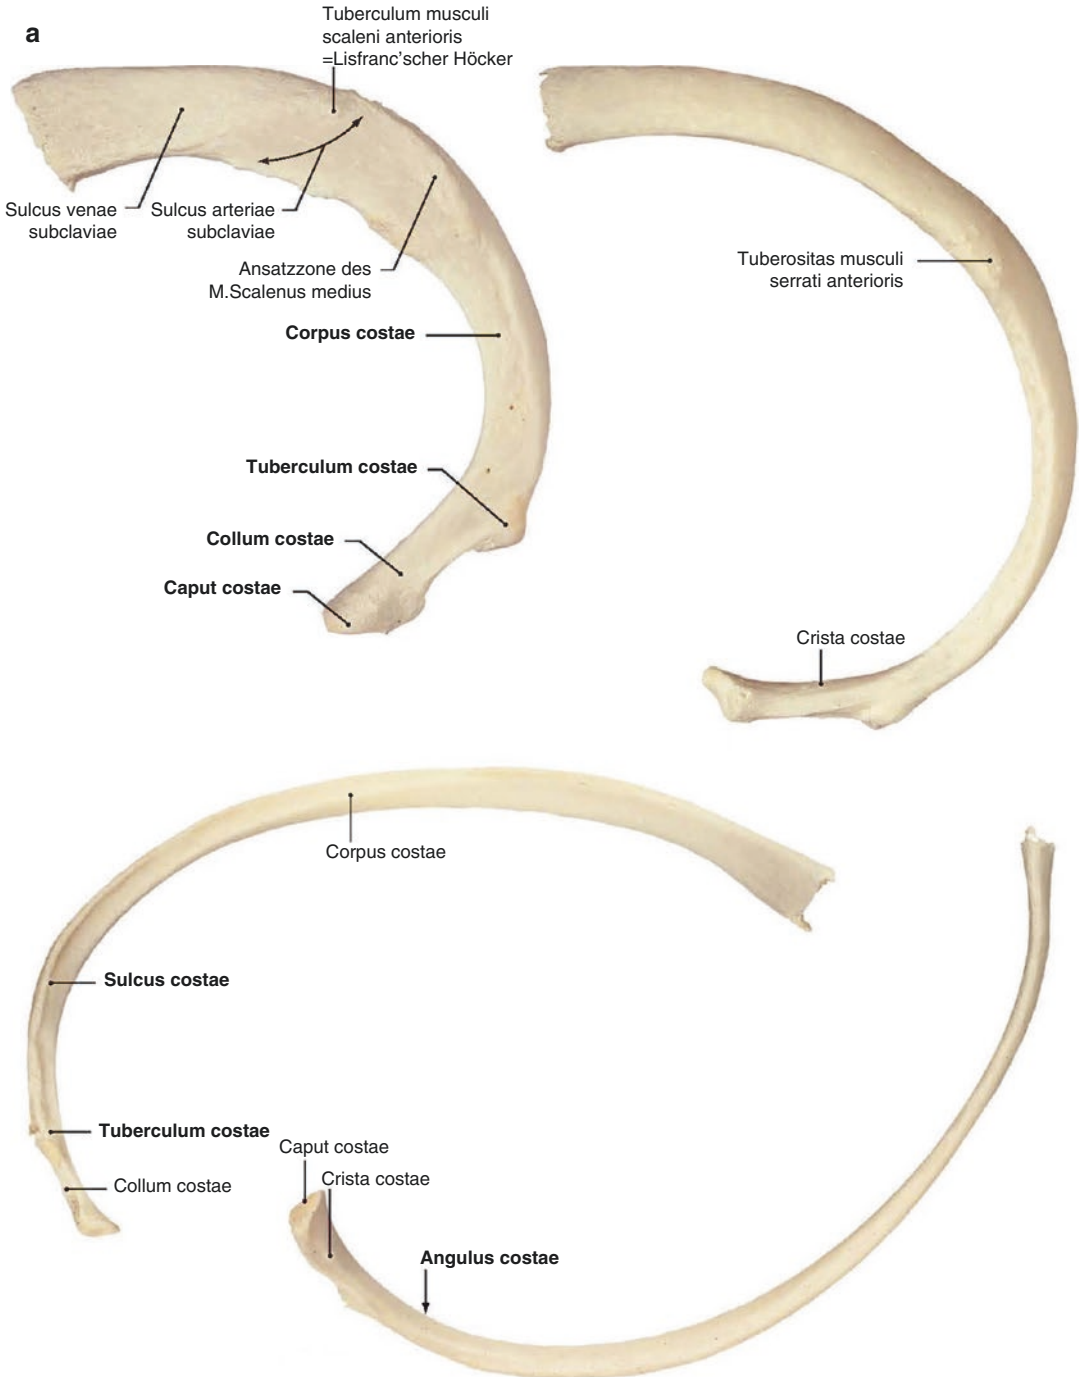 a
Tuberculum musculi
scaleni anterioris
=Lisfranc'scher Höcker
Sulcus venae
subclaviae
Sulcus arteriae
subclaviae
Ansatzzone des
M.Scalenus medius
Corpus costae
Tuberculum costae
Collum costae
Caput costae
Tuberositas musculi
serrati anterioris
Crista costae
Corpus costae
Sulcus costae
Tuberculum costae
Collum costae
Caput costae
Crista costae
Angulus costae